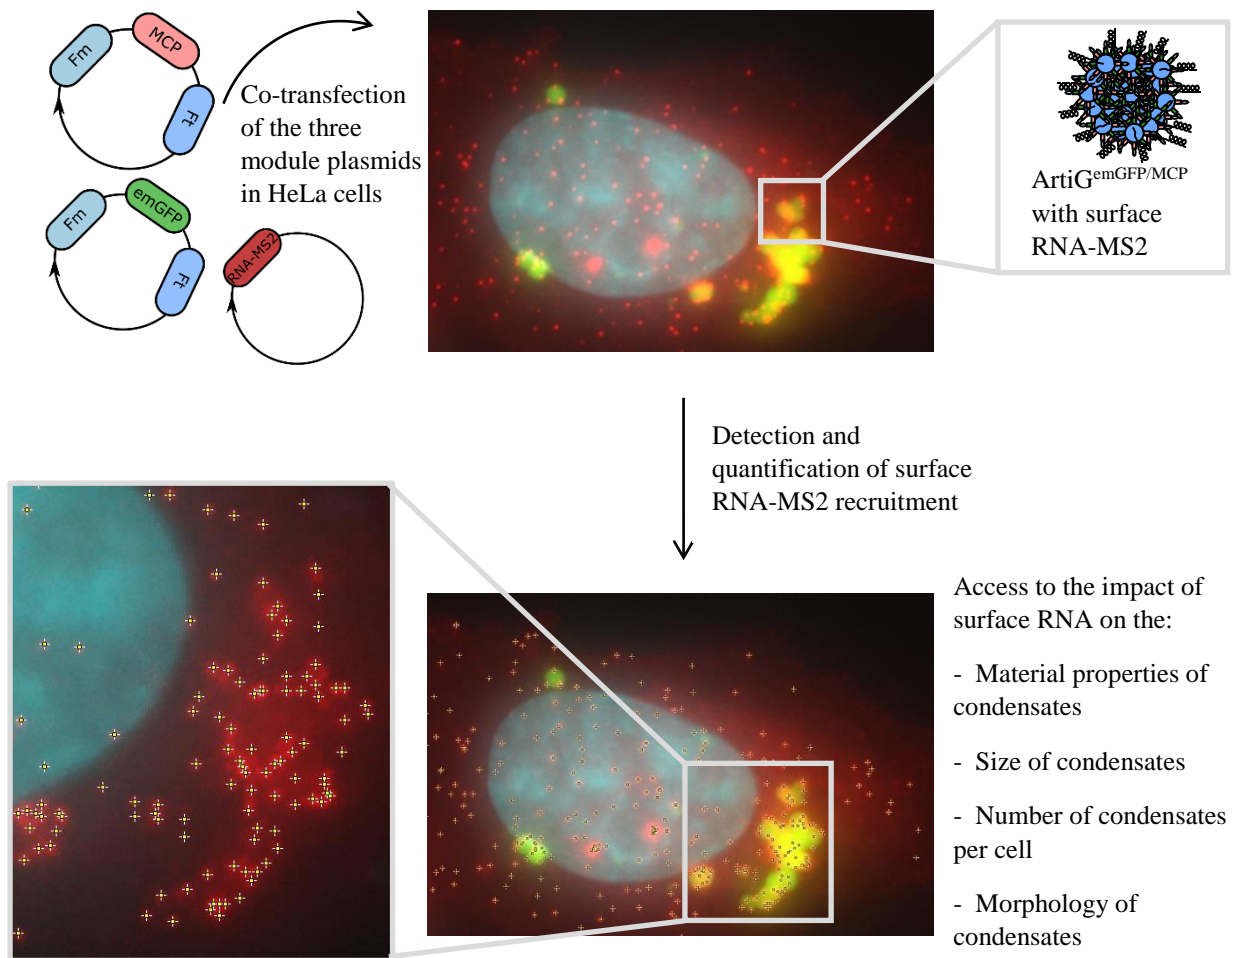 Fm
MCP
Ft
Co-transfection
of the three
module plasmids
in HeLa cells
Fm
emGFP
Ft
RNA-MS2
ArtiG^emGFP/MCP
with surface
RNA-MS2
Detection and
quantification of surface
RNA-MS2 recruitment
Access to the impact of
surface RNA on the:
- Material properties of
condensates
- Size of condensates
- Number of condensates
per cell
- Morphology of
condensates